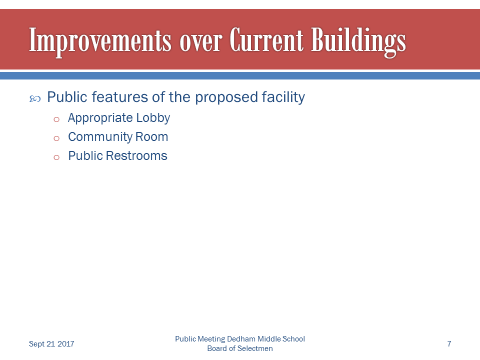 Improvements over Current Buildings
Public features of the proposed facility
Appropriate Lobby
Community Room
Public Restrooms
Sept 21 2017
Public Meeting Dedham Middle School
Board of Selectmen
7